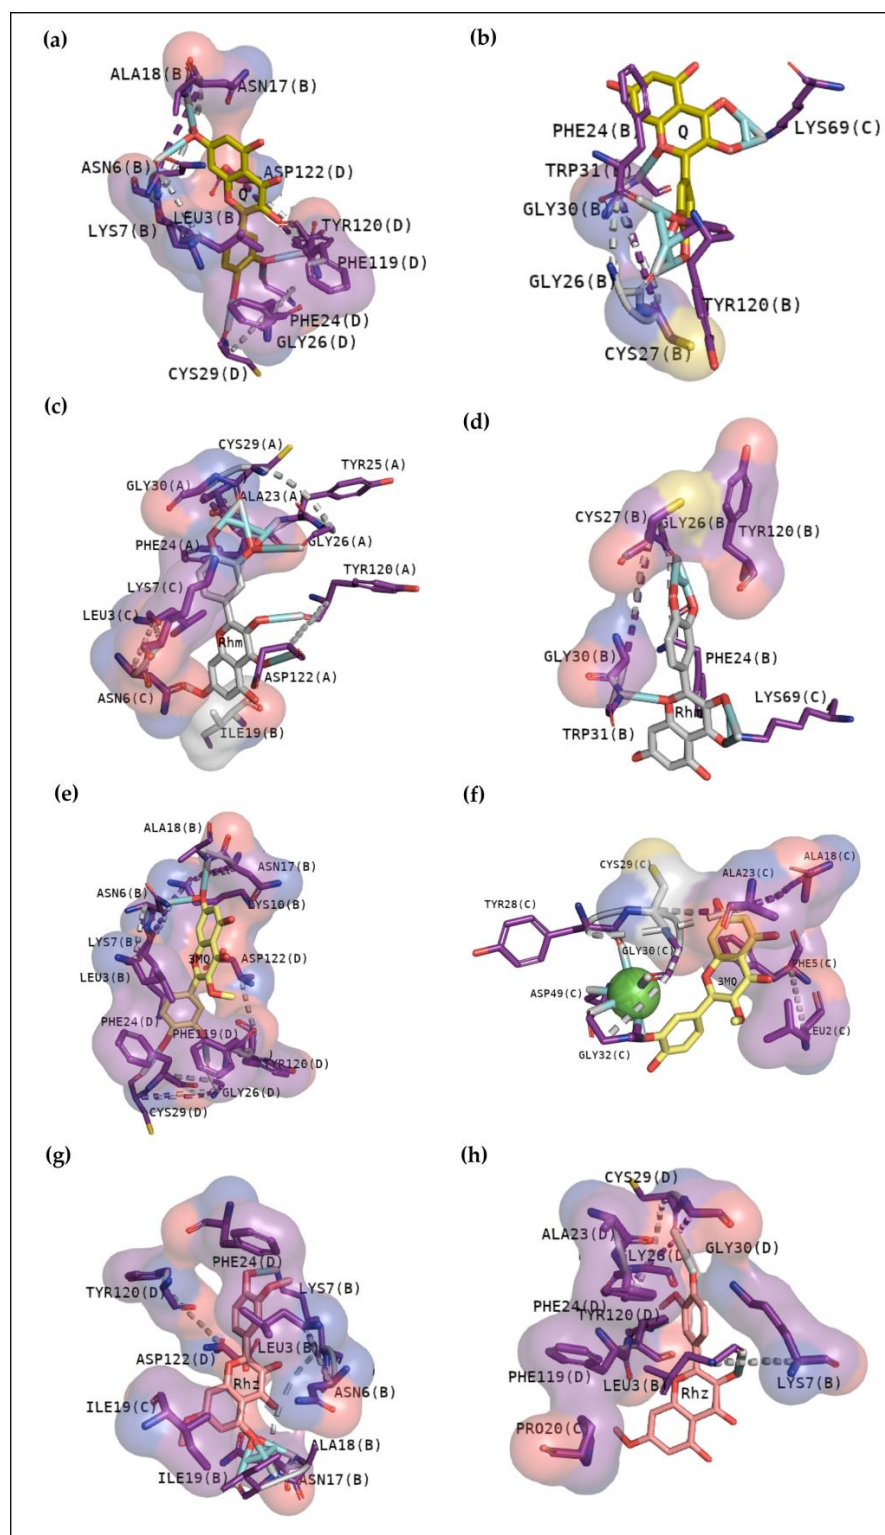 (a)
ALA18(B)
ASN17(B)
ASN6(B)
ASP122(D)
Q
LEU3(B)
LYS7(B)
TYR120(D)
PHE119(D)
PHE24(D)
GLY26(D)
CYS29(D)
(b)
Q
PHE24(B)
LYS69(C)
GLY30(B)
GLY26(B)
TYR120(B)
CYS27(B)
(c)
CYS29(A)
TYR25(A)
GLY30(A)
ALA23(A)
PHE24(A)
GLY26(A)
LYS7(C)
TYR120(A)
LEU3(C)
Rhm
ASP122(A)
ASN6(C)
ILE19(B)
(d)
CYS27(B)
GLY26(B)
TYR120(B)
GLY30(B)
PHE24(B)
LYS69(C)
Rhm
TRP31(B)
(e)
ALA18(B)
ASN17(B)
ASN6(B)
LYS10(B)
LYS7(B)
3MQ
ASP122(D)
LEU3(B)
PHE24(D)
PHE119(D)
TYR120(D)
GLY26(D)
CYS29(D)
(f)
CYS29(C)
ALA18(C)
ALA23(C)
TYR28(C)
GLY30(C)
PHE5(C)
3MQ
ASP49(C)
LEU2(C)
GLY32(C)
(g)
PHE24(D)
LYS7(B)
TYR120(D)
LEU3(B)
ASP122(D)
Rhz
ASN6(B)
ILE19(C)
ALA18(B)
ILE19(B)
ASN17(B)
(h)
CYS29(D)
ALA23(D)
GLY26(D)
GLY30(D)
PHE24(D)
TYR120(D)
PHE119(D)
LEU3(B)
Rhz
LYS7(B)
PRO20(C)